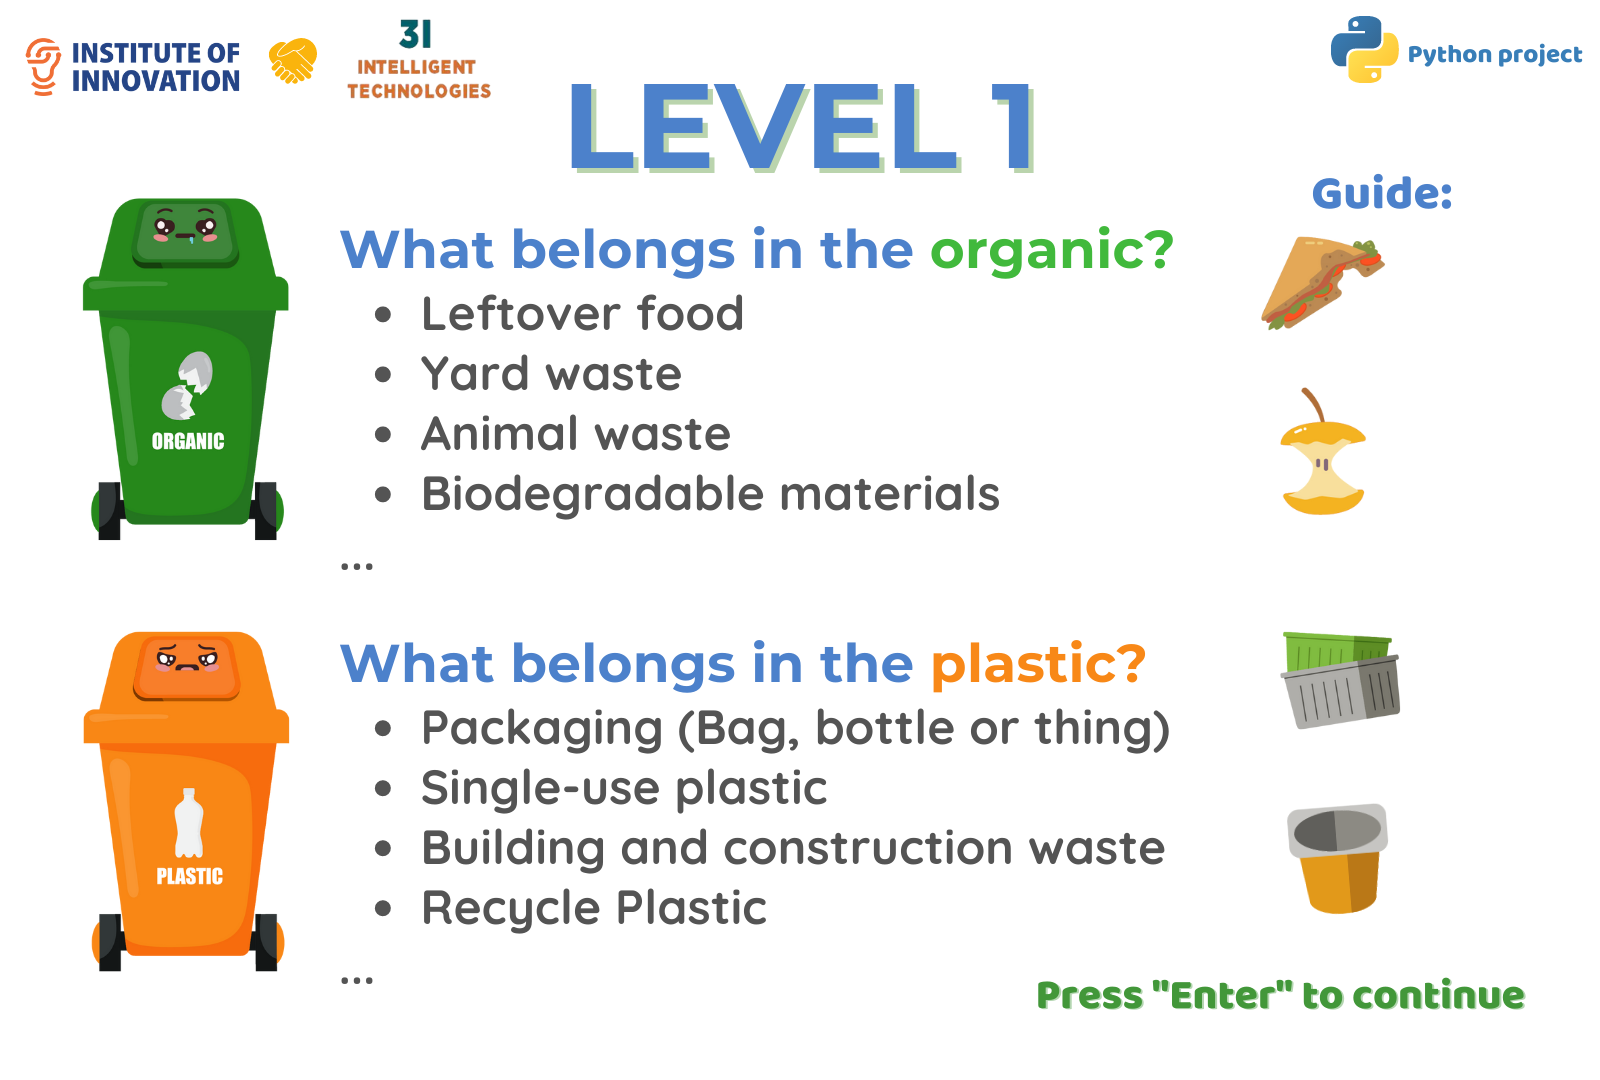 INSTITUTE OF
INNOVATION
3I
INTELLIGENT
TECHNOLOGIES
Python project
LEVEL 1
Guide:
What belongs in the organic?
• Leftover food
• Yard waste
• Animal waste
• Biodegradable materials
...
ORGANIC
What belongs in the plastic?
• Packaging (Bag, bottle or thing)
• Single-use plastic
• Building and construction waste
• Recycle Plastic
...
PLASTIC
Press "Enter" to continue